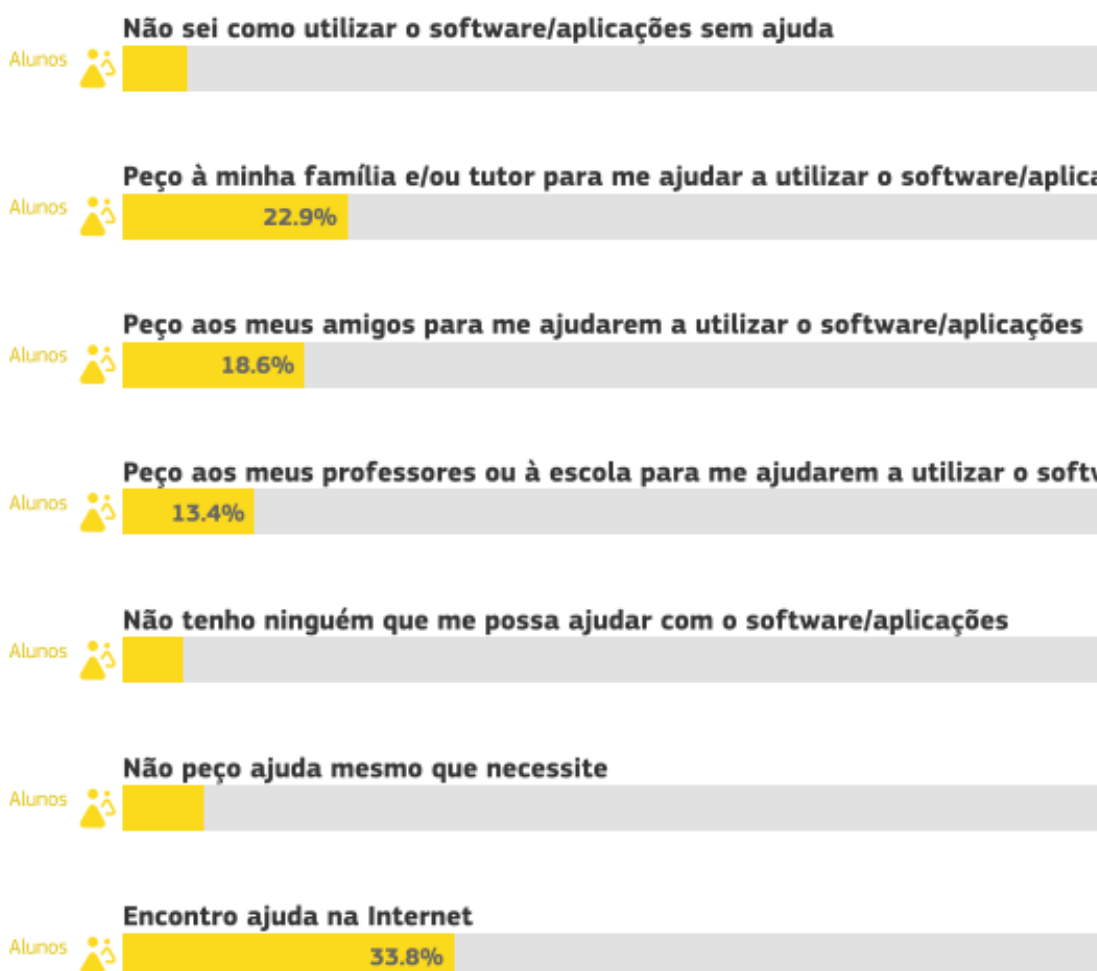 Não sei como utilizar o software/aplicações sem ajuda
Alunos
Peço à minha família e/ou tutor para me ajudar a utilizar o software/aplica
Alunos 22.9%
Peço aos meus amigos para me ajudarem a utilizar o software/aplicações
Alunos 18.6%
Peço aos meus professores ou à escola para me ajudarem a utilizar o soft
Alunos 13.4%
Não tenho ninguém que me possa ajudar com o software/aplicações
Alunos
Não peço ajuda mesmo que necessite
Alunos
Encontro ajuda na Internet
Alunos 33.8%